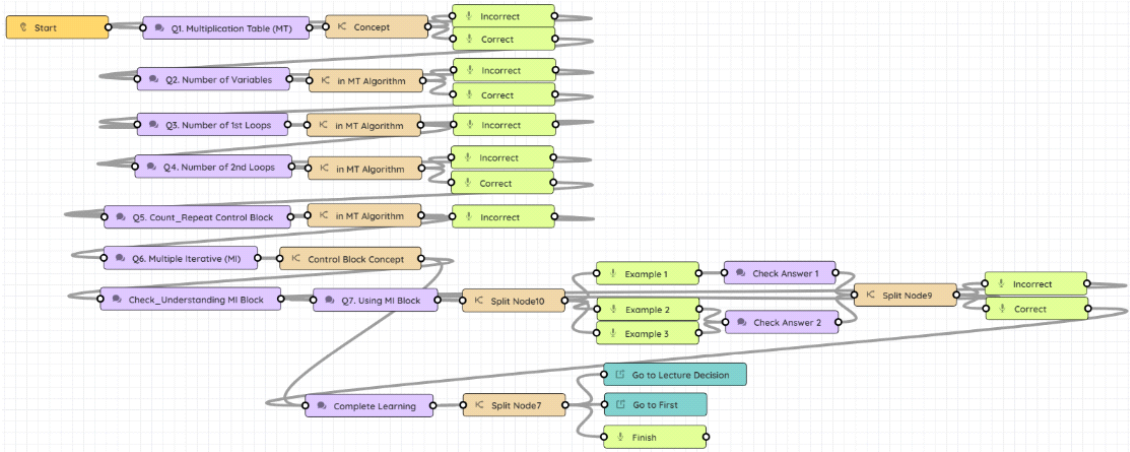 Start
Q1. Multiplication Table (MT)
Concept
Incorrect
Correct
Q2. Number of Variables
in MT Algorithm
Incorrect
Correct
Q3. Number of 1st Loops
in MT Algorithm
Incorrect
Q4. Number of 2nd Loops
in MT Algorithm
Incorrect
Correct
Q5. Count_Repeat Control Block
in MT Algorithm
Incorrect
Q6. Multiple Iterative (MI)
Control Block Concept
Check_Understanding MI Block
Q7. Using MI Block
Split Node10
Example 1
Check Answer 1
Example 2
Example 3
Check Answer 2
Split Node9
Incorrect
Correct
Complete Learning
Split Node7
Go to Lecture Decision
Go to First
Finish